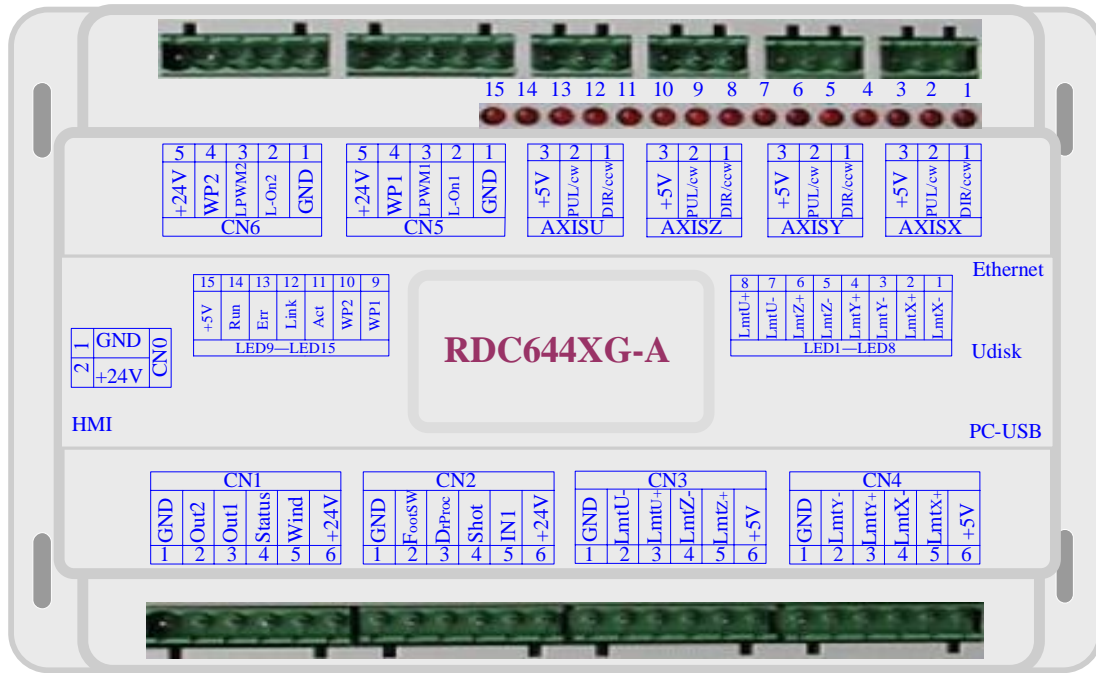 15 14 13 12 11 10 9 8 7 6 5 4 3 2 1
5 4 3 2 1
+24V WP2 LPWM2 L-On2 GND
CN6
5 4 3 2 1
+24V WP1 LPWM1 L-On1 GND
CN5
3 2 1
+5V PUL/cw DIR/ccw
AXISU
3 2 1
+5V PUL/cw DIR/ccw
AXISZ
3 2 1
+5V PUL/cw DIR/ccw
AXISY
3 2 1
+5V PUL/cw DIR/ccw
AXISX
Ethernet
15 14 13 12 11 10 9
+5V Run Err Link Act WP2 WP1
LED9—LED15
8 7 6 5 4 3 2 1
LmtU+ LmtU- LmtZ+ LmtZ- LmtY+ LmtY- LmtX+ LmtX-
LED1—LED8
1 GND
2 +24V
CN0
RDC644XG-A
Udisk
HMI
PC-USB
CN1
GND Out2 Out1 Status Wind +24V
1 2 3 4 5 6
CN2
GND FootSW DrProc Shot IN1 +24V
1 2 3 4 5 6
CN3
GND LmtU- LmtU+ LmtZ- LmtZ+ +5V
1 2 3 4 5 6
CN4
GND LmtY- LmtY+ LmtX- LmtX+ +5V
1 2 3 4 5 6